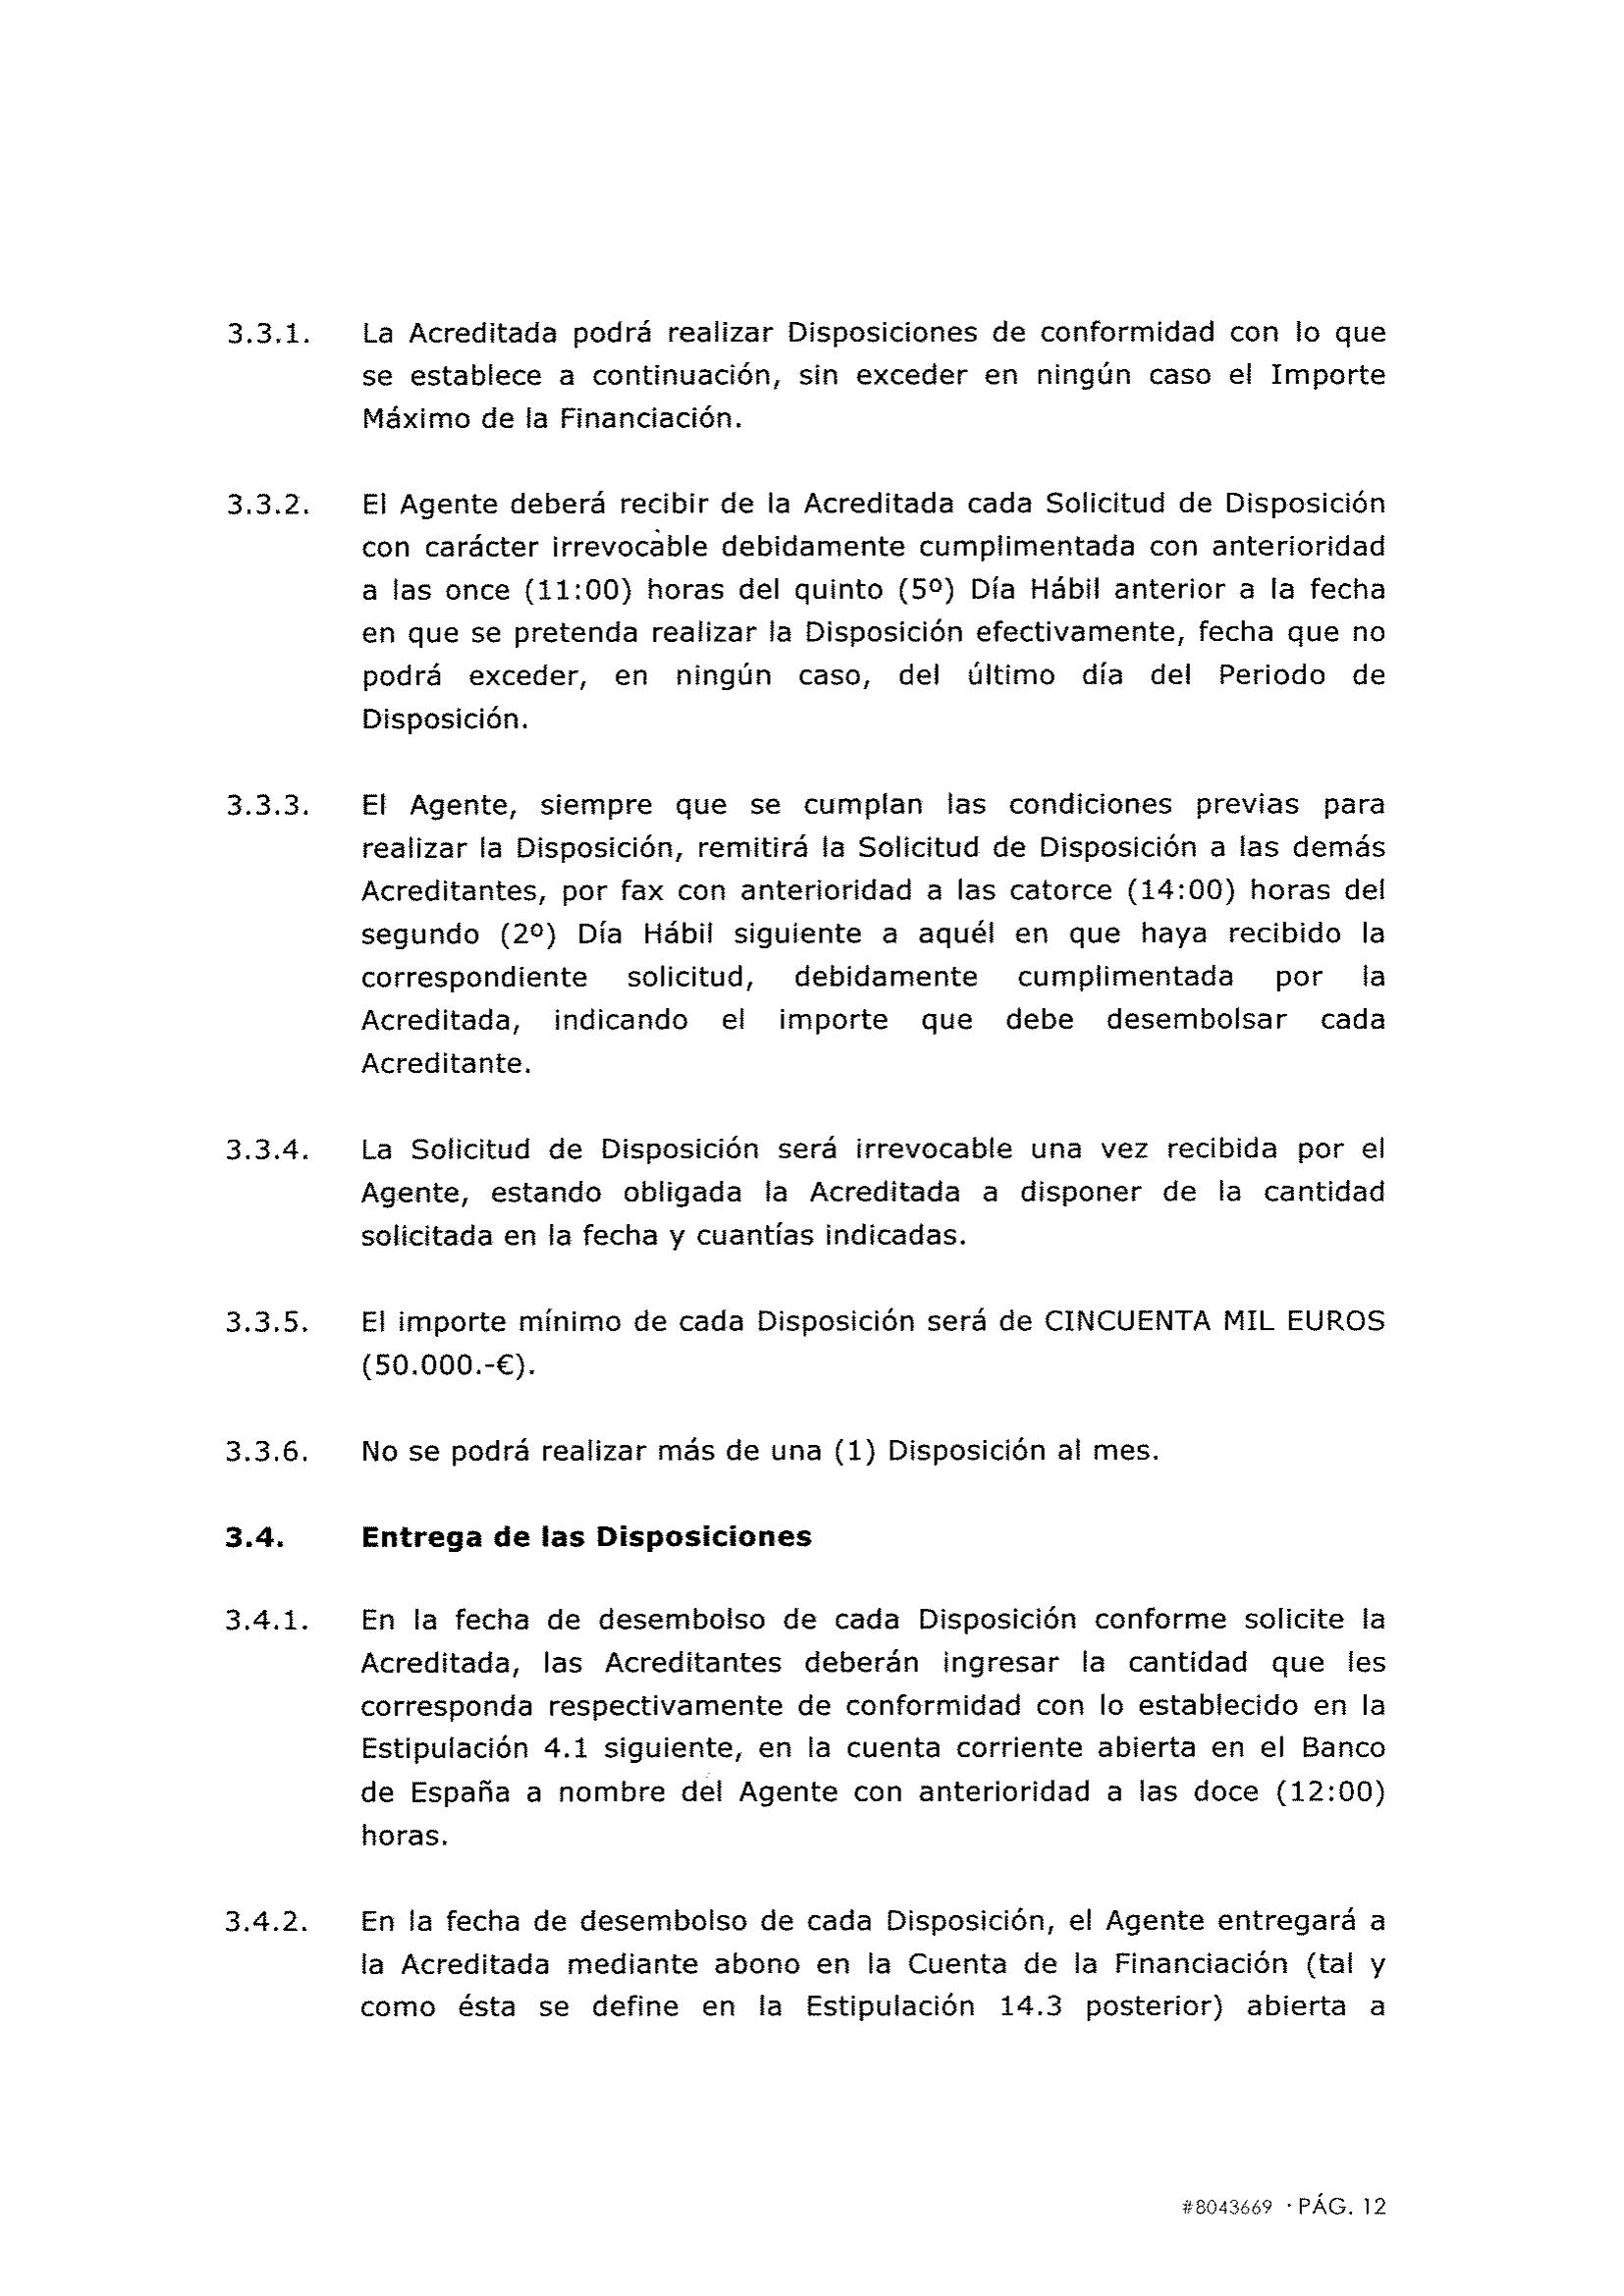 3.3.1. La Acreditada podrá realizar Disposiciones de conformidad con lo que
se establece a continuación, sin exceder en ningún caso el Importe
Máximo de la Financiación.
3.3.2. El Agente deberá recibir de la Acreditada cada Solicitud de Disposición
con carácter irrevocable debidamente cumplimentada con anterioridad
a las once (11:00) horas del quinto (5º) Día Hábil anterior a la fecha
en que se pretenda realizar la Disposición efectivamente, fecha que no
podrá exceder, en ningún caso, del último día del Periodo de
Disposición.
3.3.3. El Agente, siempre que se cumplan las condiciones previas para
realizar la Disposición, remitirá la Solicitud de Disposición a las demás
Acreditantes, por fax con anterioridad a las catorce (14:00) horas del
segundo (2º) Día Hábil siguiente a aquél en que haya recibido la
correspondiente solicitud, debidamente cumplimentada por la
Acreditada, indicando el importe que debe desembolsar cada
Acreditante.
3.3.4. La Solicitud de Disposición será irrevocable una vez recibida por el
Agente, estando obligada la Acreditada a disponer de la cantidad
solicitada en la fecha y cuantías indicadas.
3.3.5. El importe mínimo de cada Disposición será de CINCUENTA MIL EUROS
(50.000.-€).
3.3.6. No se podrá realizar más de una (1) Disposición al mes.
3.4. Entrega de las Disposiciones
3.4.1. En la fecha de desembolso de cada Disposición conforme solicite la
Acreditada, las Acreditantes deberán ingresar la cantidad que les
corresponda respectivamente de conformidad con lo establecido en la
Estipulación 4.1 siguiente, en la cuenta corriente abierta en el Banco
de España a nombre del Agente con anterioridad a las doce (12:00)
horas.
3.4.2. En la fecha de desembolso de cada Disposición, el Agente entregará a
la Acreditada mediante abono en la Cuenta de la Financiación (tal y
como ésta se define en la Estipulación 14.3 posterior) abierta a
#8043669 · PÁG. 12